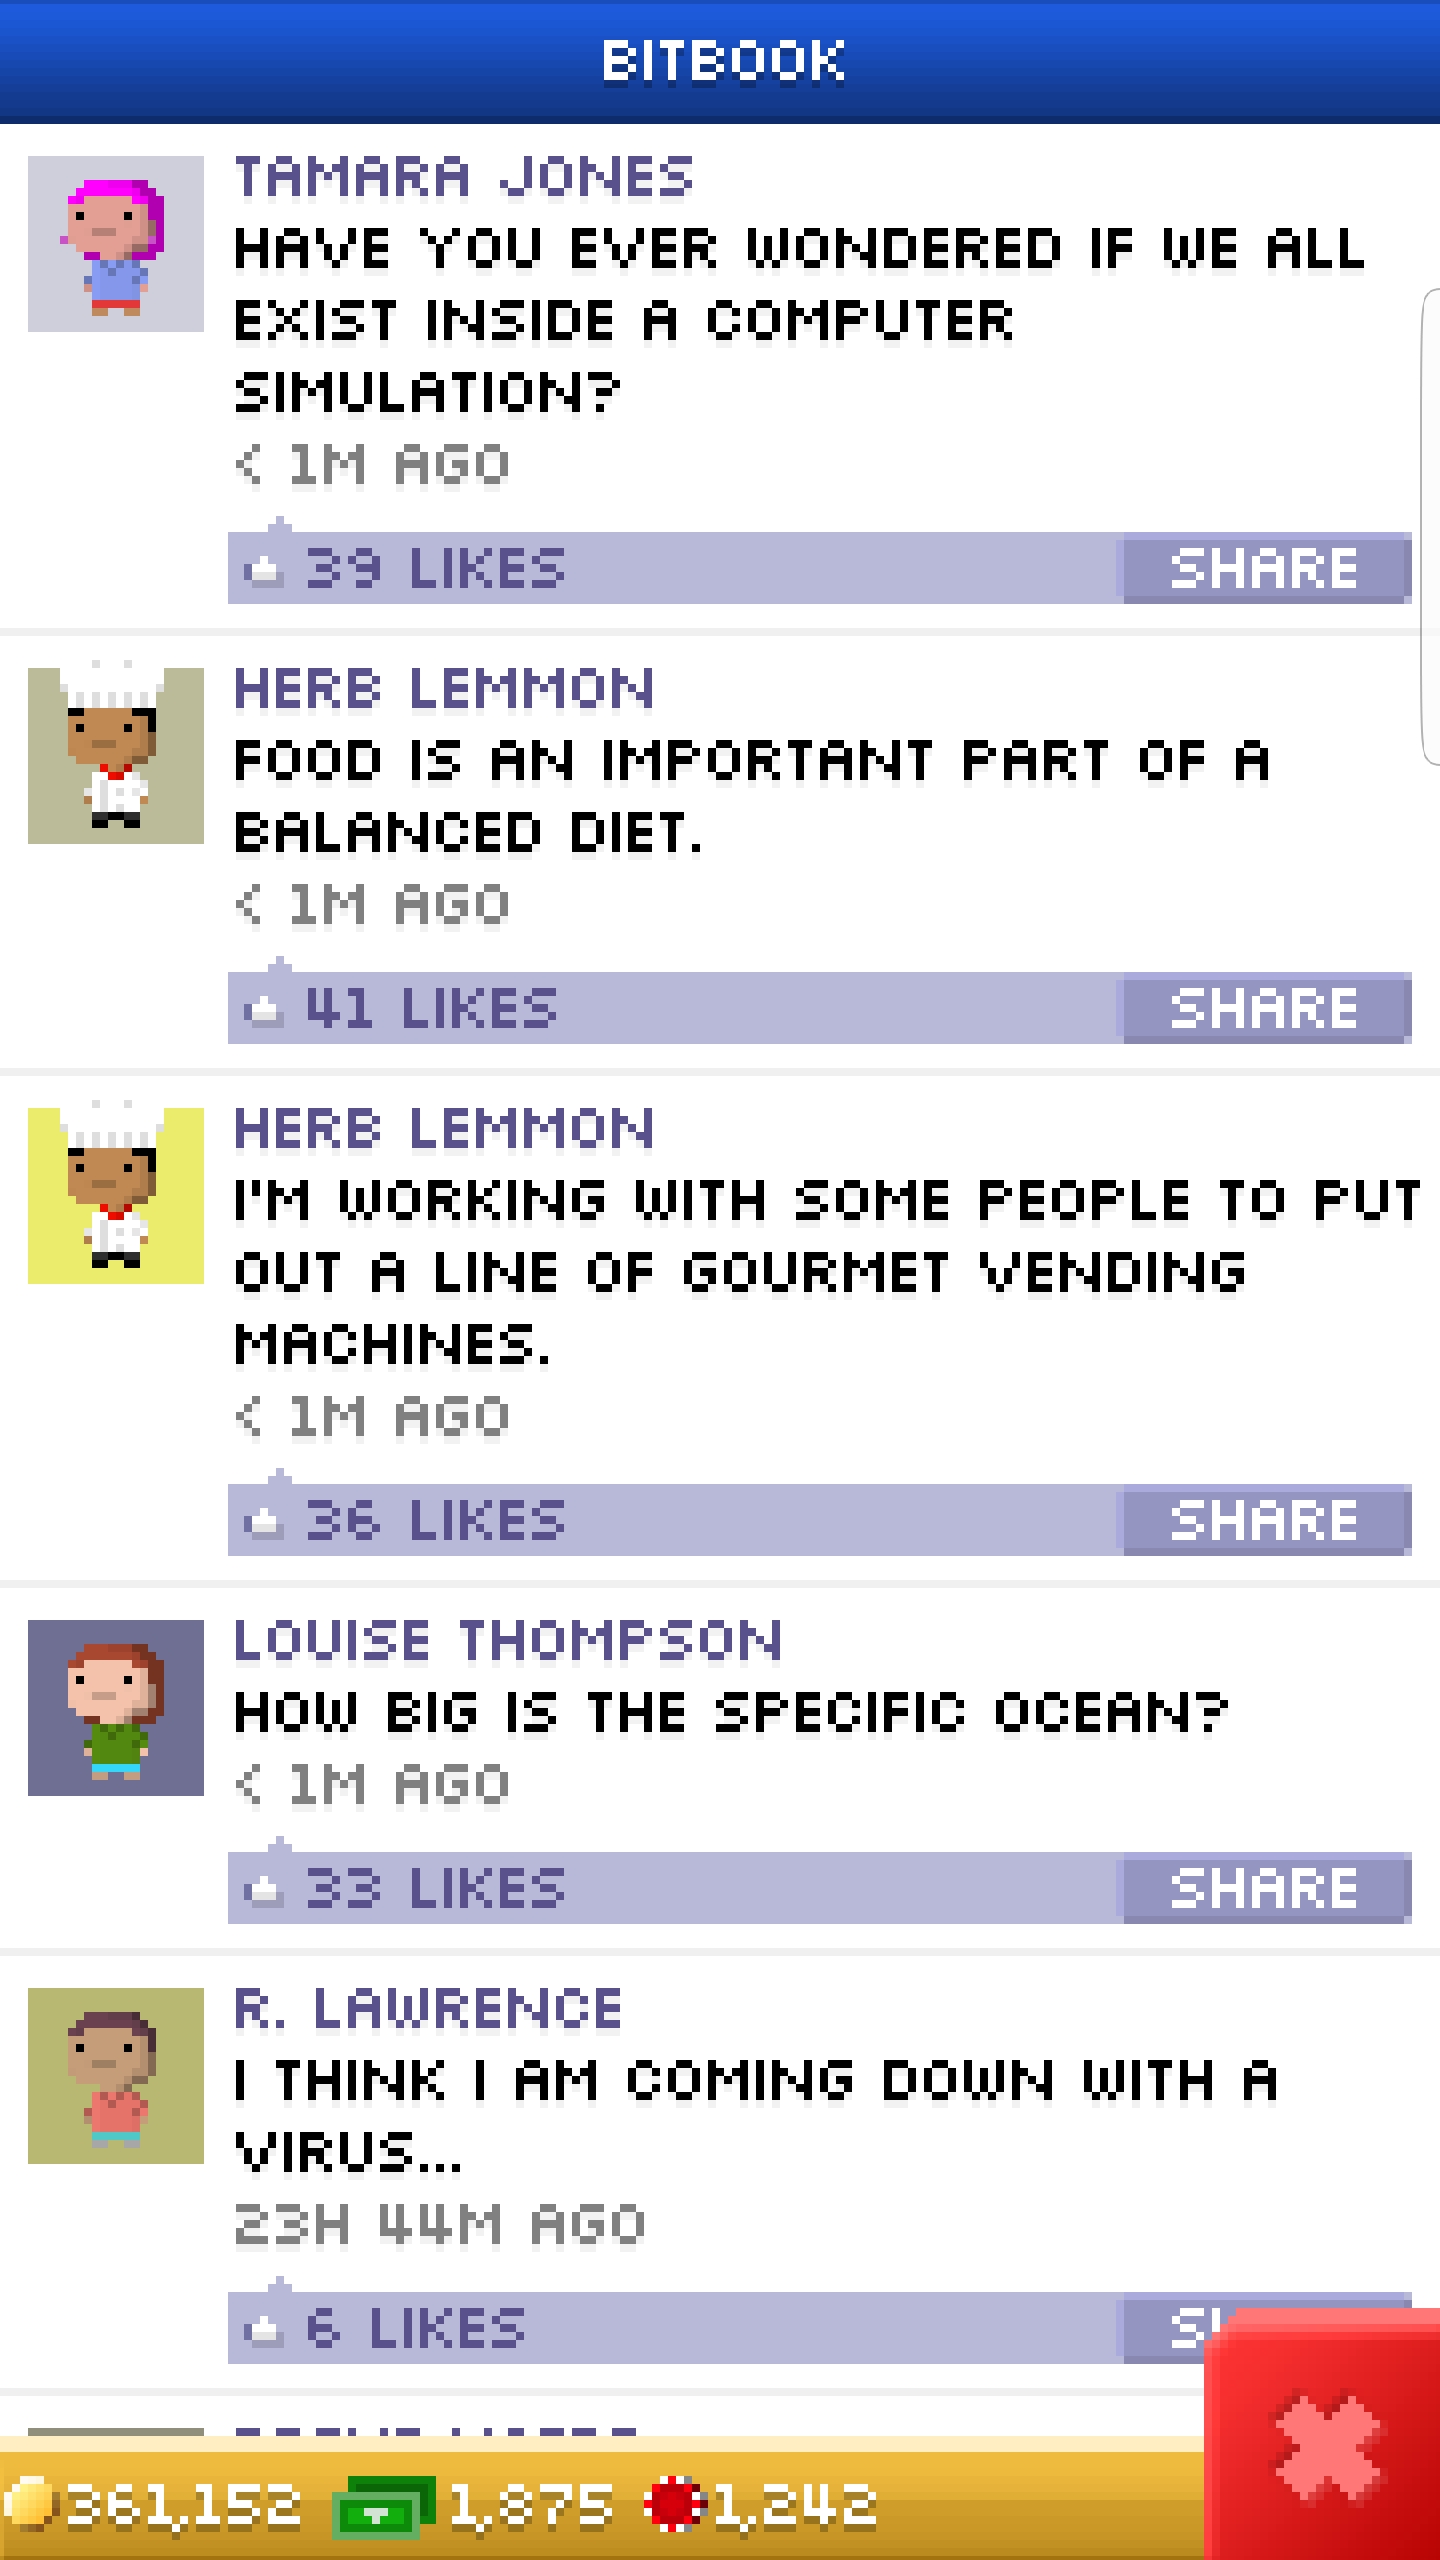 BITBOOK
TAMARA JONES
HAVE YOU EVER WONDERED IF WE ALL
EXIST INSIDE A COMPUTER
SIMULATION?
< 1M AGO
39 LIKES SHARE
HERB LEMMON
FOOD IS AN IMPORTANT PART OF A
BALANCED DIET.
< 1M AGO
41 LIKES SHARE
HERB LEMMON
I'M WORKING WITH SOME PEOPLE TO PUT
OUT A LINE OF GOURMET VENDING
MACHINES.
< 1M AGO
36 LIKES SHARE
LOUISE THOMPSON
HOW BIG IS THE SPECIFIC OCEAN?
< 1M AGO
33 LIKES SHARE
R. LAWRENCE
I THINK I AM COMING DOWN WITH A
VIRUS...
23H 44M AGO
6 LIKES
361,152 1,875 1,242